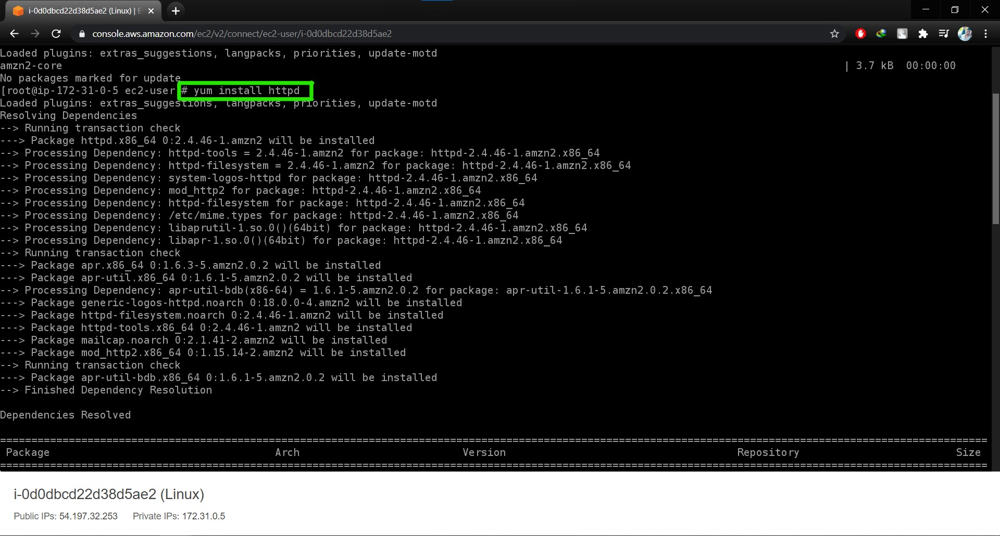 i-0d0dbcd22d38d5ae2 (Linux) | E
console.aws.amazon.com/ec2/v2/connect/ec2-user/i-0d0dbcd22d38d5ae2
Loaded plugins: extras_suggestions, langpacks, priorities, update-motd
amzn2-core | 3.7 kB 00:00:00
No packages marked for update
[root@ip-172-31-0-5 ec2-user # yum install httpd
Loaded plugins: extras_suggestions, langpacks, priorities, update-motd
Resolving Dependencies
--> Running transaction check
---> Package httpd.x86_64 0:2.4.46-1.amzn2 will be installed
--> Processing Dependency: httpd-tools = 2.4.46-1.amzn2 for package: httpd-2.4.46-1.amzn2.x86_64
--> Processing Dependency: httpd-filesystem = 2.4.46-1.amzn2 for package: httpd-2.4.46-1.amzn2.x86_64
--> Processing Dependency: system-logos-httpd for package: httpd-2.4.46-1.amzn2.x86_64
--> Processing Dependency: mod_http2 for package: httpd-2.4.46-1.amzn2.x86_64
--> Processing Dependency: httpd-filesystem for package: httpd-2.4.46-1.amzn2.x86_64
--> Processing Dependency: /etc/mime.types for package: httpd-2.4.46-1.amzn2.x86_64
--> Processing Dependency: libaprutil-1.so.0()(64bit) for package: httpd-2.4.46-1.amzn2.x86_64
--> Processing Dependency: libapr-1.so.0()(64bit) for package: httpd-2.4.46-1.amzn2.x86_64
--> Running transaction check
---> Package apr.x86_64 0:1.6.3-5.amzn2.0.2 will be installed
---> Package apr-util.x86_64 0:1.6.1-5.amzn2.0.2 will be installed
--> Processing Dependency: apr-util-bdb(x86-64) = 1.6.1-5.amzn2.0.2 for package: apr-util-1.6.1-5.amzn2.0.2.x86_64
---> Package generic-logos-httpd.noarch 0:18.0.0-4.amzn2 will be installed
---> Package httpd-filesystem.noarch 0:2.4.46-1.amzn2 will be installed
---> Package httpd-tools.x86_64 0:2.4.46-1.amzn2 will be installed
---> Package mailcap.noarch 0:2.1.41-2.amzn2 will be installed
---> Package mod_http2.x86_64 0:1.15.14-2.amzn2 will be installed
--> Running transaction check
---> Package apr-util-bdb.x86_64 0:1.6.1-5.amzn2.0.2 will be installed
--> Finished Dependency Resolution
Dependencies Resolved
Package Arch Version Repository Size
i-0d0dbcd22d38d5ae2 (Linux)
Public IPs: 54.197.32.253 Private IPs: 172.31.0.5